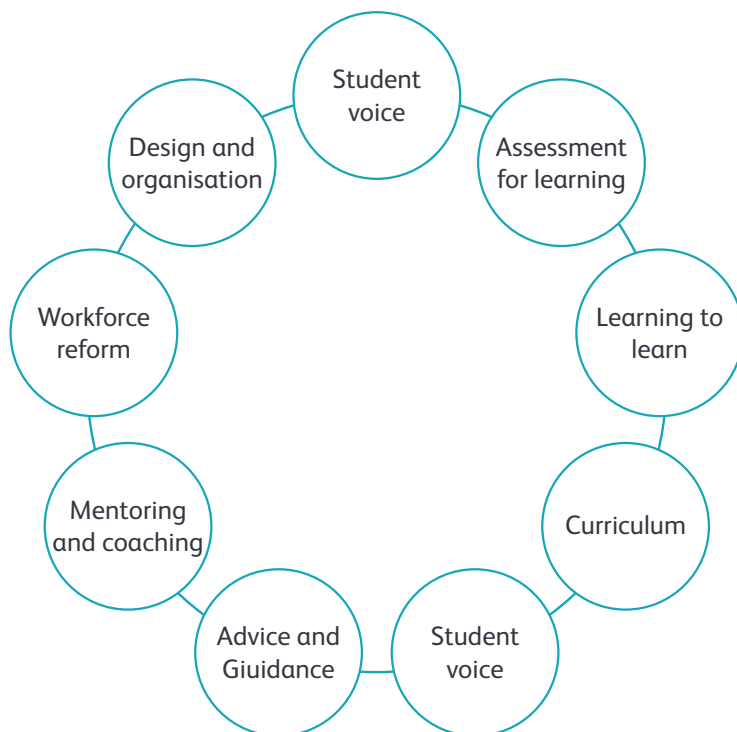 Student
voice
Assessment
for learning
Learning to
learn
Curriculum
Student
voice
Advice and
Giuidance
Mentoring
and coaching
Workforce
reform
Design and
organisation